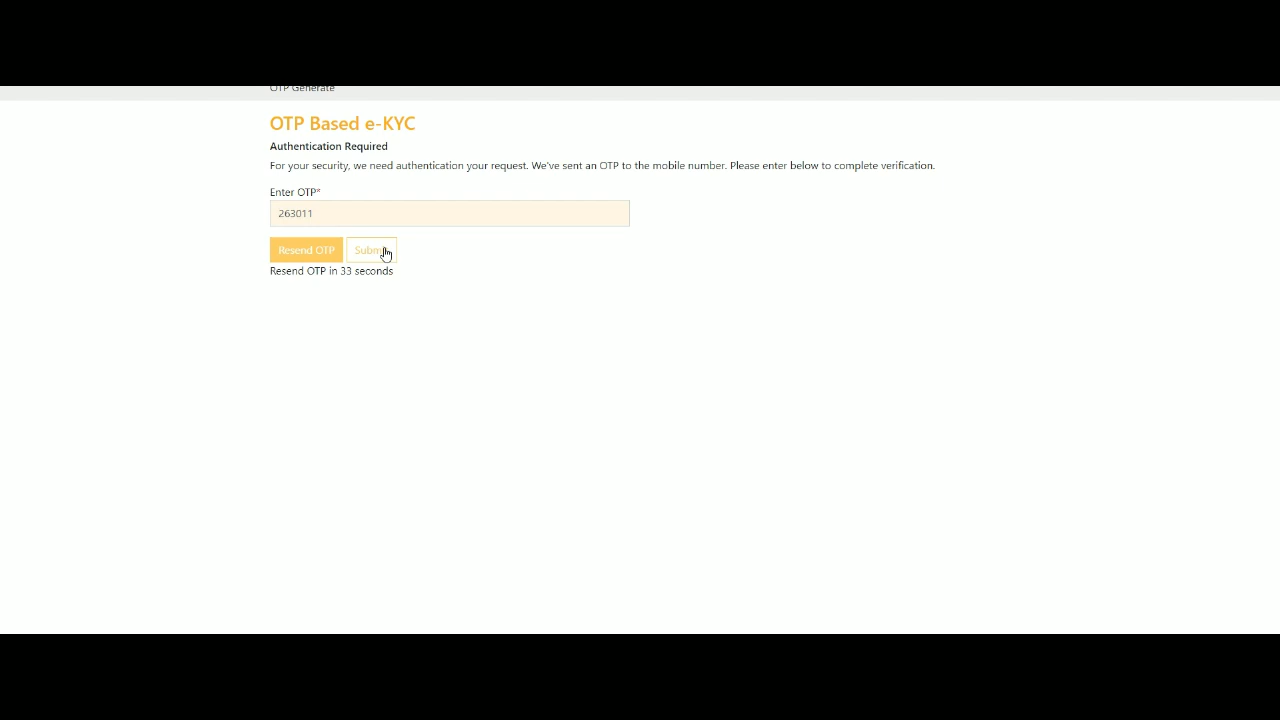 OTP Generate
OTP Based e-KYC
Authentication Required
For your security, we need authentication your request. We've sent an OTP to the mobile number. Please enter below to complete verification.
Enter OTP*
263011
Resend OTP Submit
Resend OTP in 33 seconds